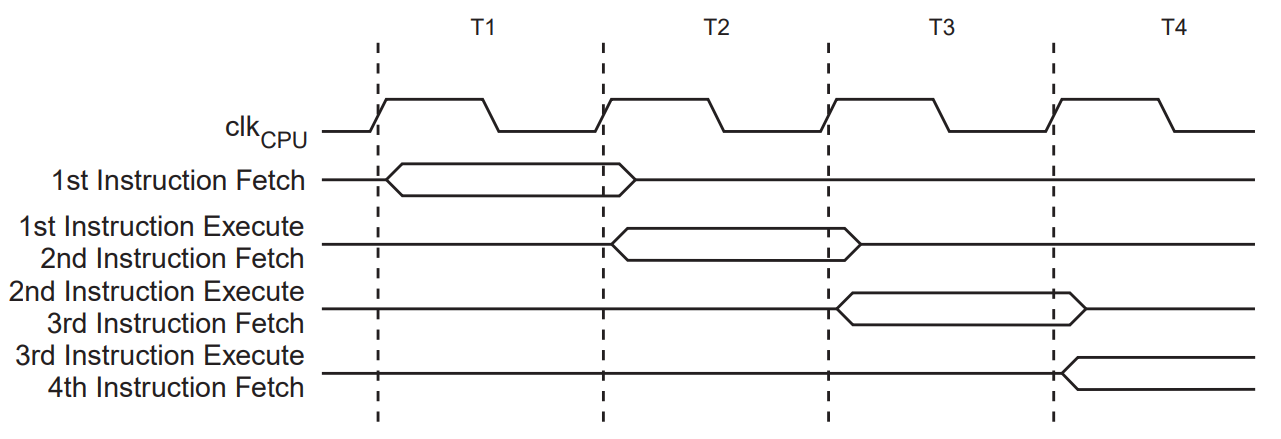 T1 T2 T3 T4
clkCPU
1st Instruction Fetch
1st Instruction Execute
2nd Instruction Fetch
2nd Instruction Execute
3rd Instruction Fetch
3rd Instruction Execute
4th Instruction Fetch